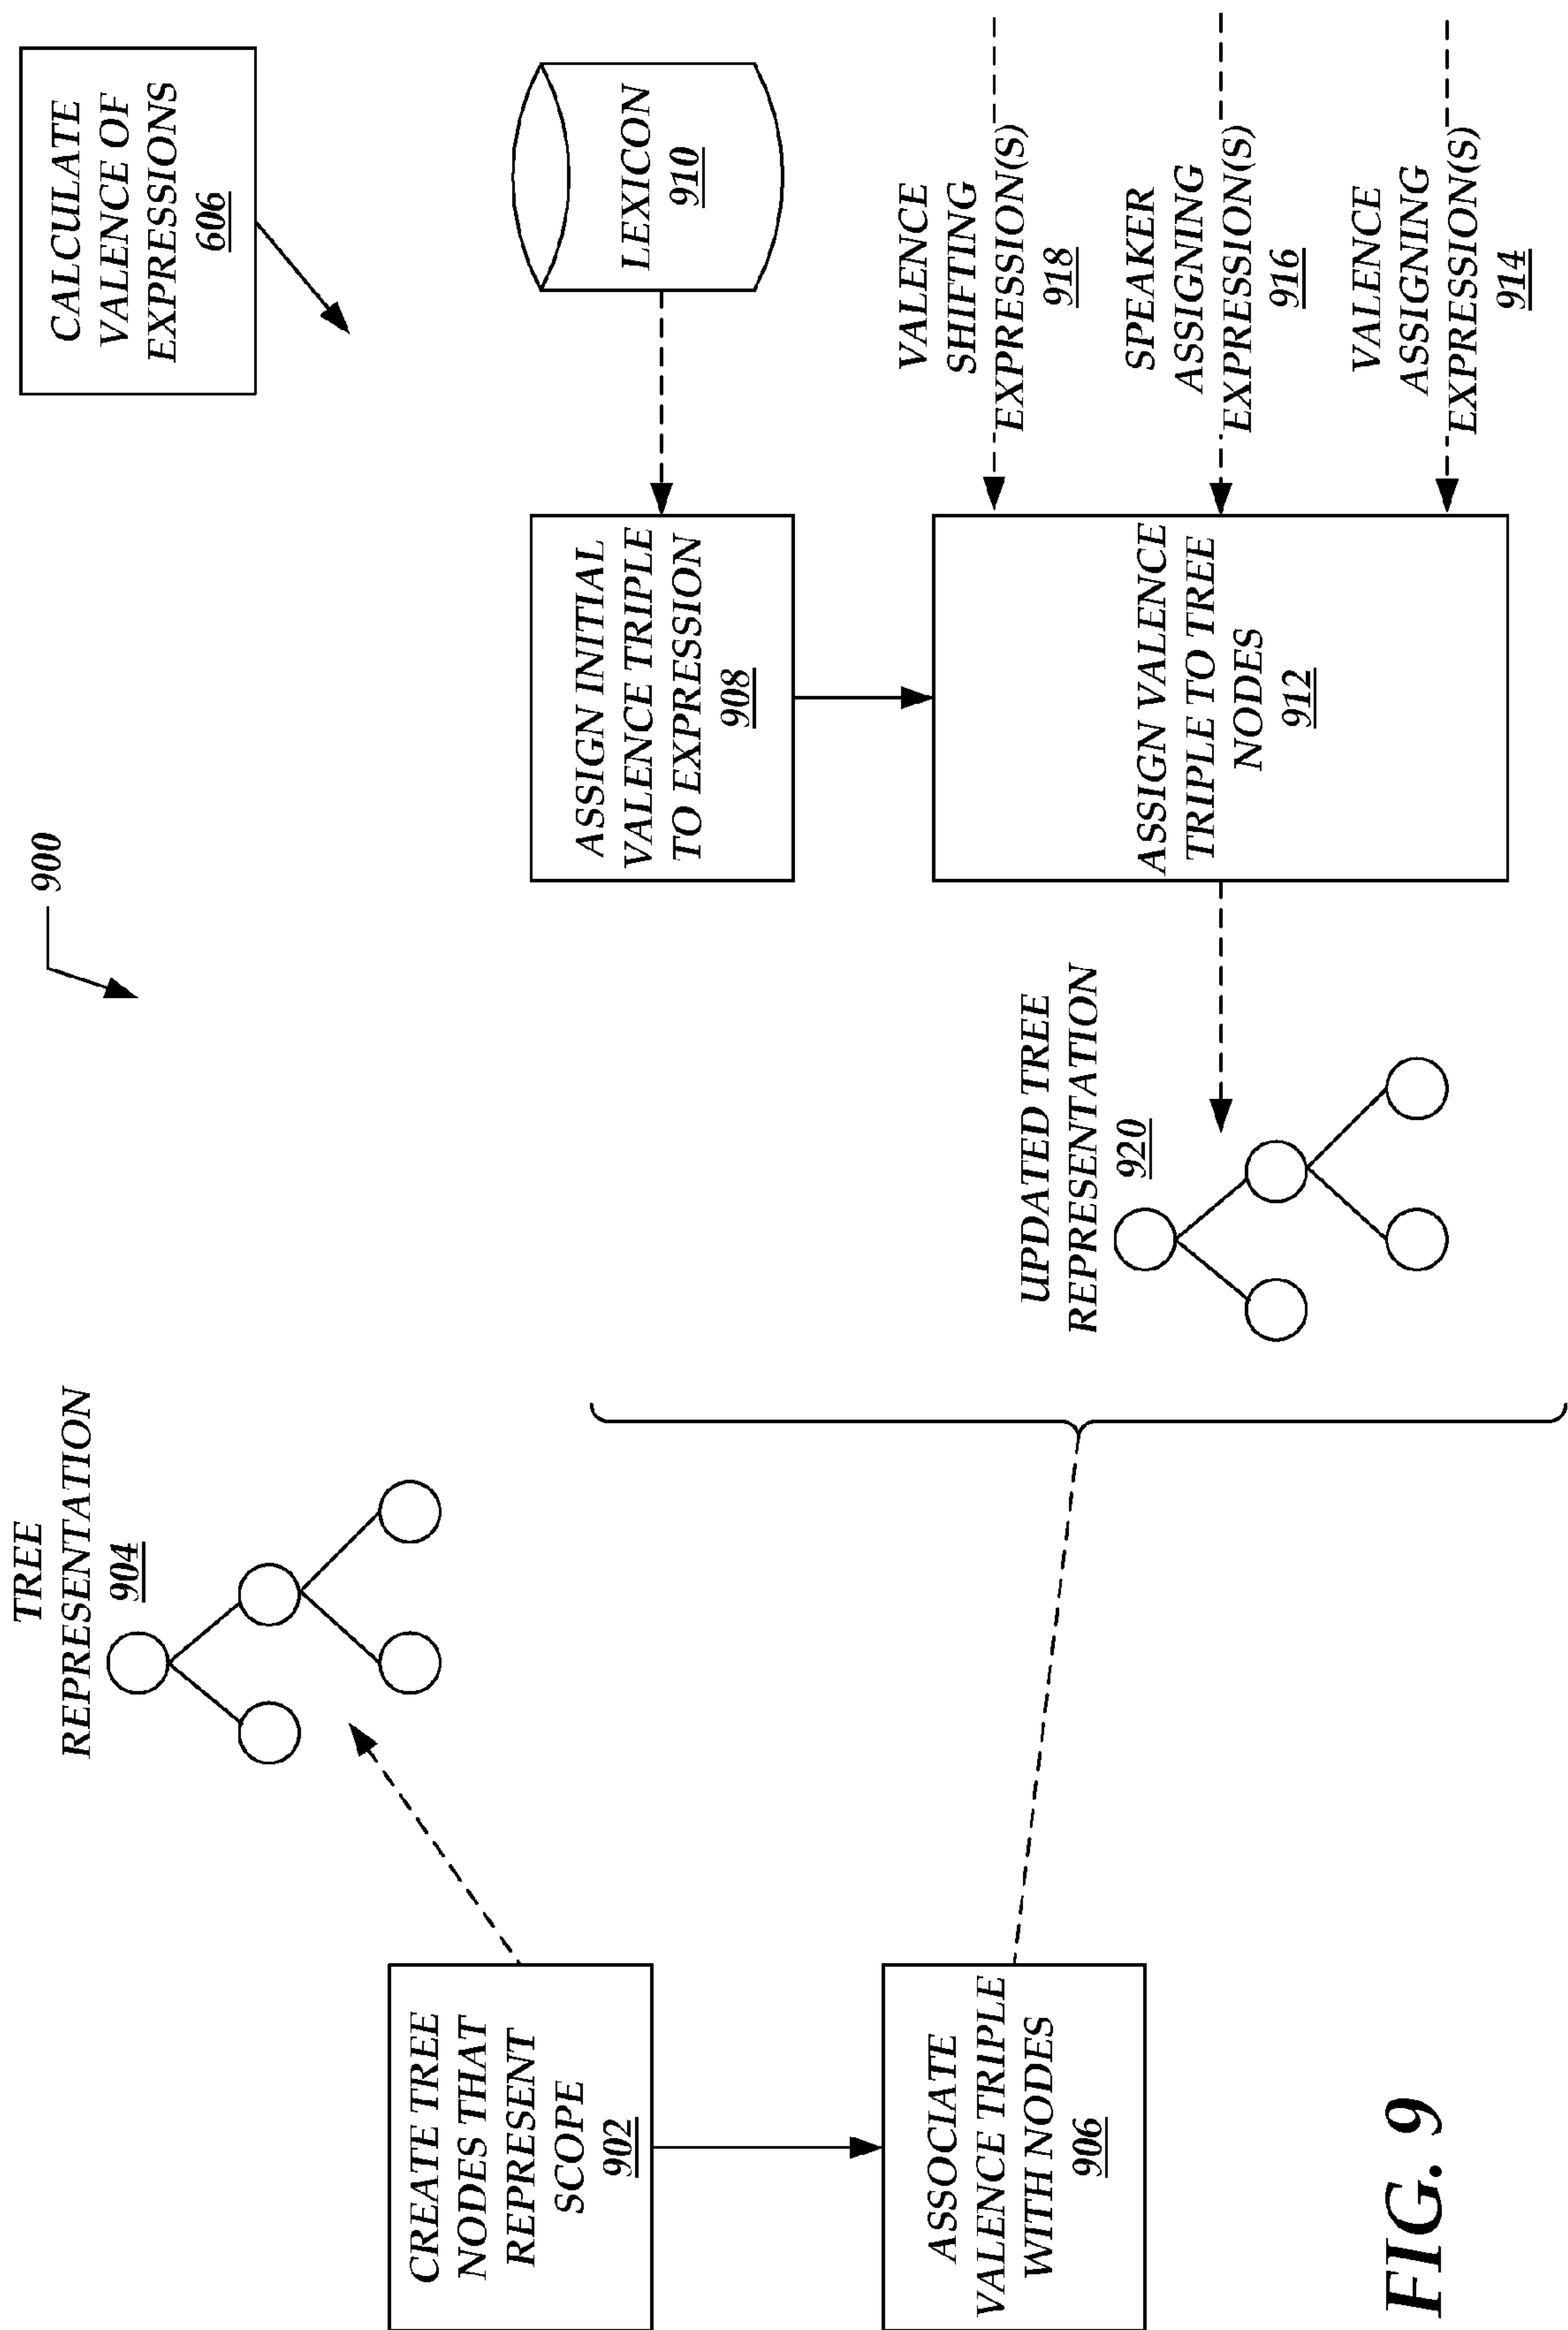 900
CALCULATE
VALENCE OF
EXPRESSIONS
606
TREE
REPRESENTATION
904
CREATE TREE
NODES THAT
REPRESENT
SCOPE
902
ASSOCIATE
VALENCE TRIPLE
WITH NODES
906
ASSIGN INITIAL
VALENCE TRIPLE
TO EXPRESSION
908
LEXICON
910
UPDATED TREE
REPRESENTATION
920
ASSIGN VALENCE
TRIPLE TO TREE
NODES
912
VALENCE
SHIFTING
EXPRESSION(S)
918
SPEAKER
ASSIGNING
EXPRESSION(S)
916
VALENCE
ASSIGNING
EXPRESSION(S)
914
FIG. 9